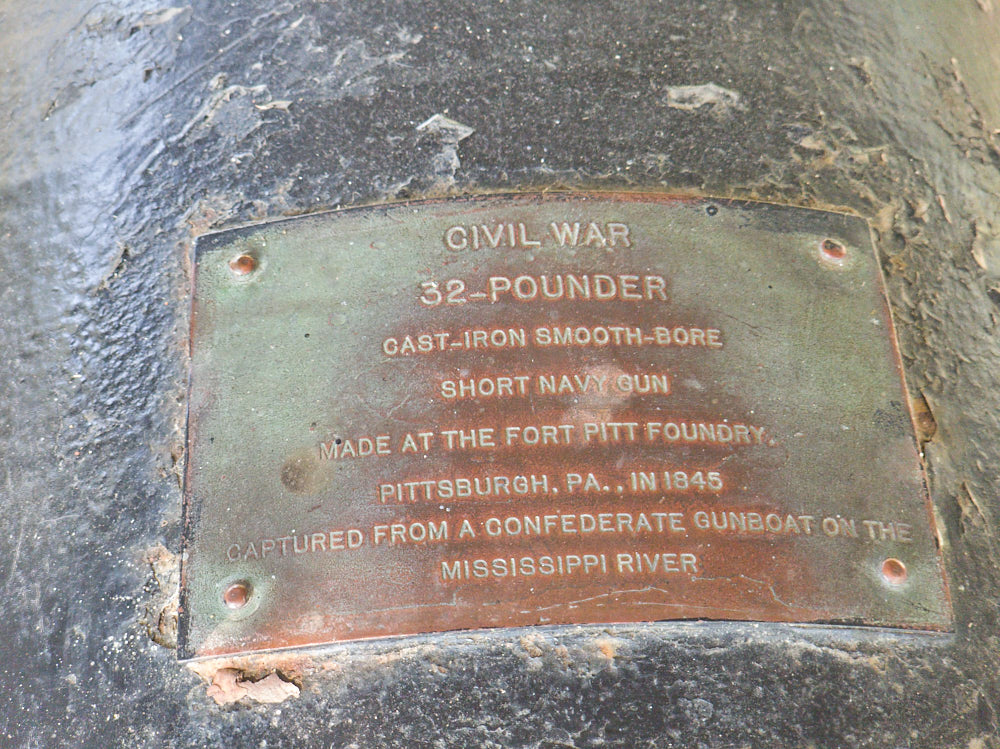 CIVIL WAR
32-POUNDER
CAST-IRON SMOOTH-BORE
SHORT NAVY GUN
MADE AT THE FORT PITT FOUNDRY,
PITTSBURGH, PA., IN 1845
CAPTURED FROM A CONFEDERATE GUNBOAT ON THE
MISSISSIPPI RIVER